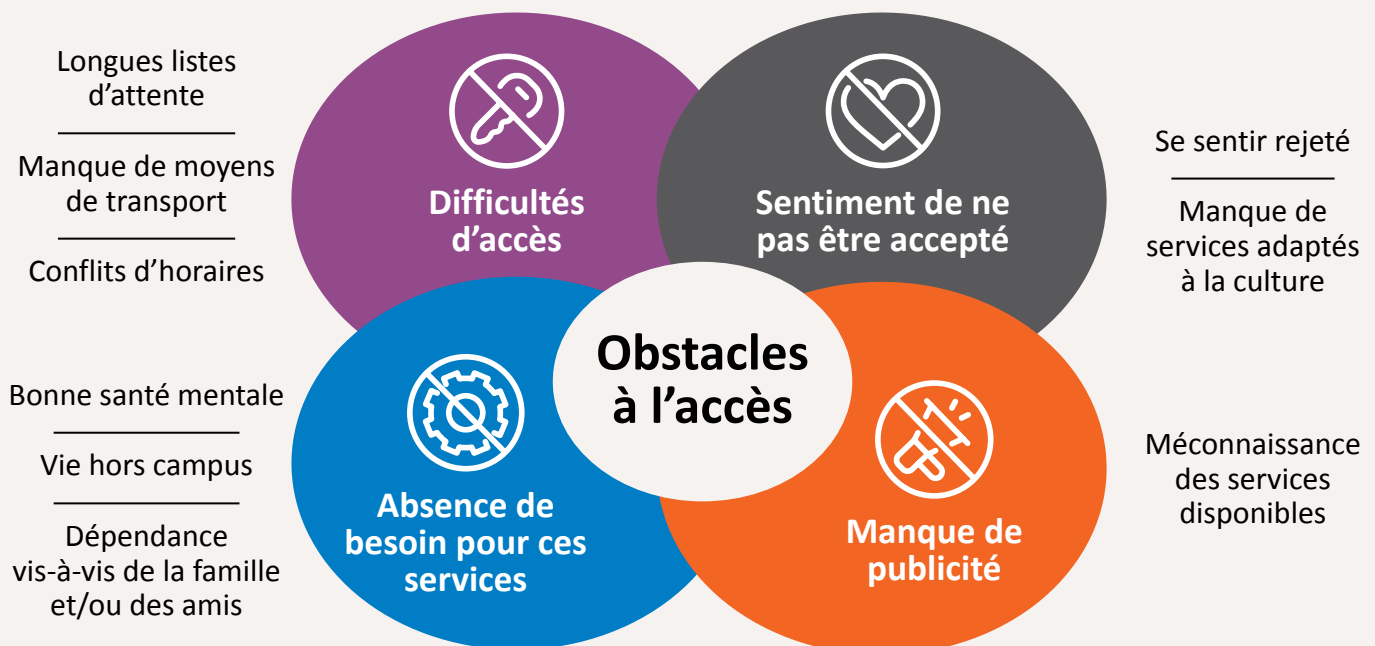 Longues listes
d’attente
Manque de moyens
de transport
Conflits d’horaires
Difficultés
d’accès
Sentiment de ne
pas être accepté
Se sentir rejeté
Manque de
services adaptés
à la culture
Obstacles
à l’accès
Bonne santé mentale
Vie hors campus
Dépendance
vis-à-vis de la famille
et/ou des amis
Absence de
besoin pour ces
services
Manque de
publicité
Méconnaissance
des services
disponibles